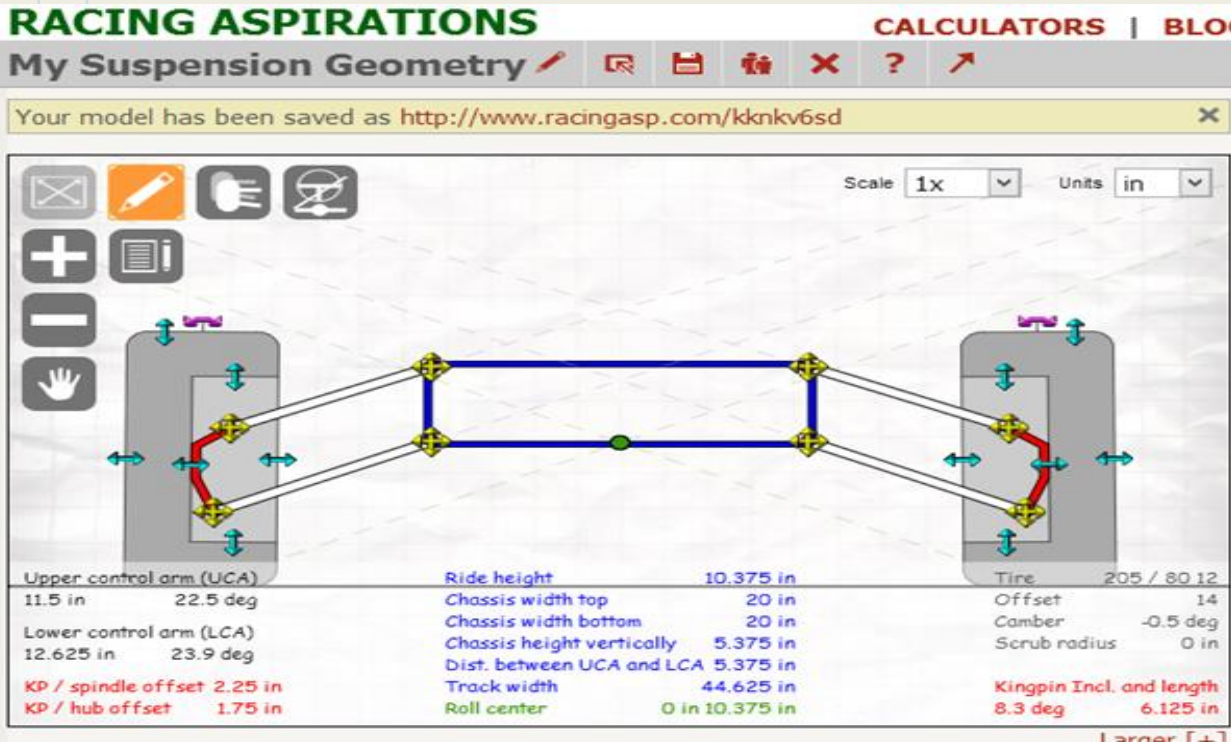 RACING ASPIRATIONS
CALCULATORS | BLO
My Suspension Geometry ?
Your model has been saved as http://www.racingasp.com/kknkv6sd
Scale 1x Units in
Upper control arm (UCA)
11.5 in 22.5 deg
Lower control arm (LCA)
12.625 in 23.9 deg
KP / spindle offset 2.25 in
KP / hub offset 1.75 in
Ride height 10.375 in
Chassis width top 20 in
Chassis width bottom 20 in
Chassis height vertically 5.375 in
Dist. between UCA and LCA 5.375 in
Track width 44.625 in
Roll center 0 in 10.375 in
Tire 205 / 80 12
Offset 14
Camber -0.5 deg
Scrub radius 0 in
Kingpin Incl. and length
8.3 deg 6.125 in
Larger [+]